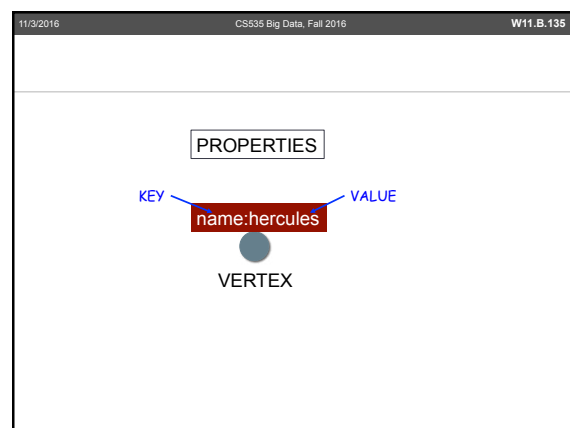 11/3/2016 CS535 Big Data, Fall 2016 W11.B.135
PROPERTIES
KEY VALUE
name:hercules
VERTEX